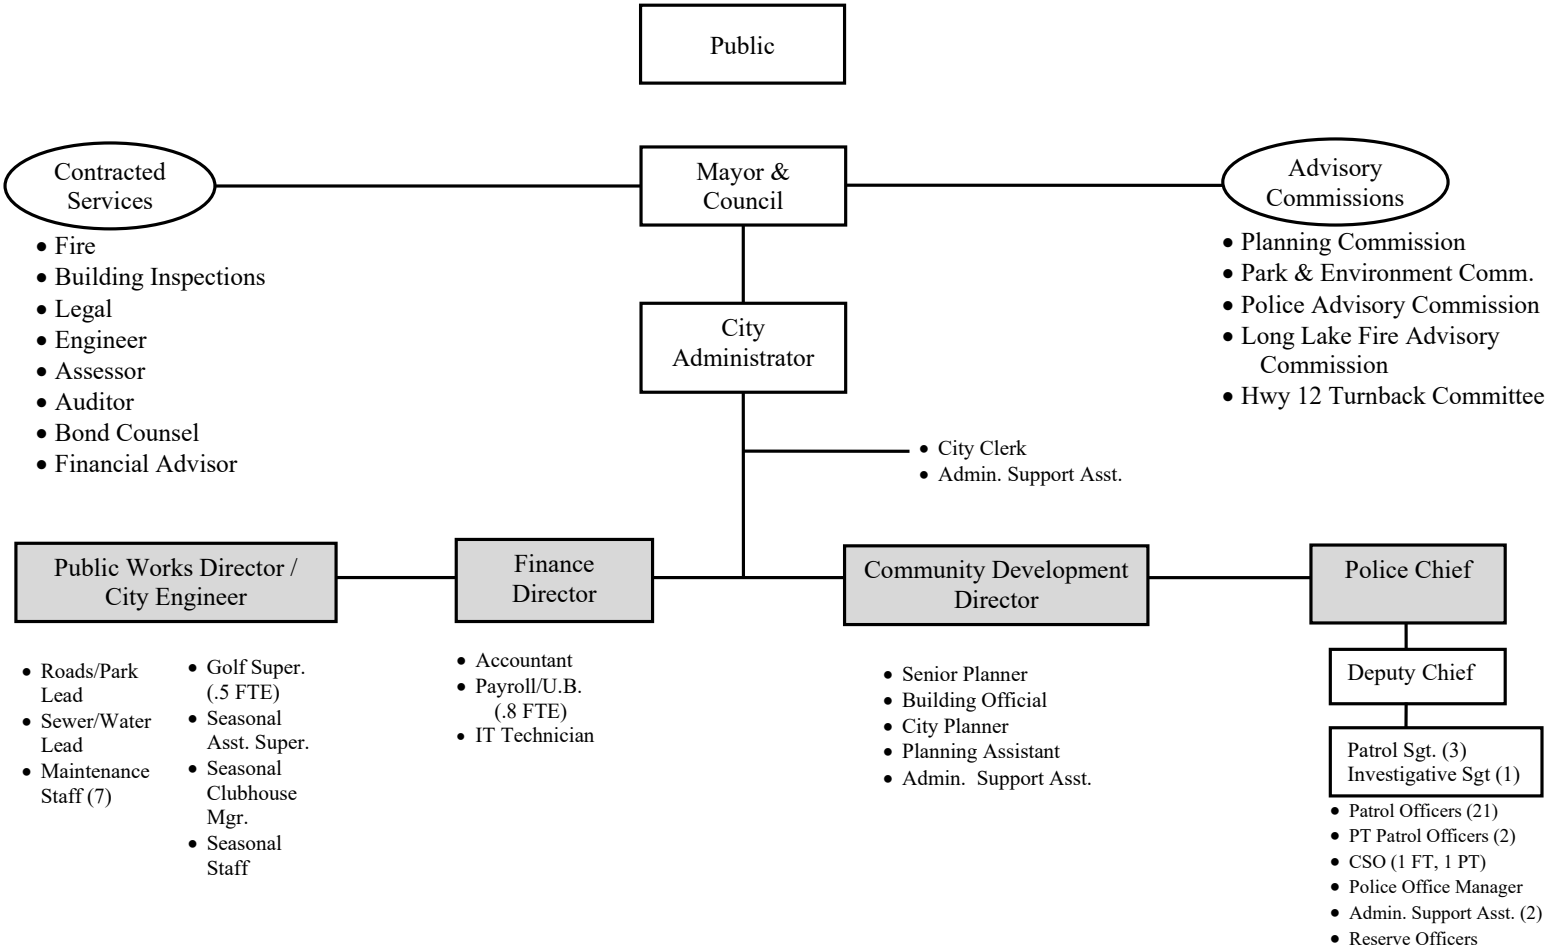 Public
Contracted
Services
Mayor &
Council
Advisory
Commissions
• Fire
• Building Inspections
• Legal
• Engineer
• Assessor
• Auditor
• Bond Counsel
• Financial Advisor
• Planning Commission
• Park & Environment Comm.
• Police Advisory Commission
• Long Lake Fire Advisory
Commission
• Hwy 12 Turnback Committee
City
Administrator
• City Clerk
• Admin. Support Asst.
Public Works Director /
City Engineer
Finance
Director
Community Development
Director
Police Chief
• Roads/Park
Lead
• Sewer/Water
Lead
• Maintenance
Staff (7)
• Golf Super.
(.5 FTE)
• Seasonal
Asst. Super.
• Seasonal
Clubhouse
Mgr.
• Seasonal
Staff
• Accountant
• Payroll/U.B.
(.8 FTE)
• IT Technician
• Senior Planner
• Building Official
• City Planner
• Planning Assistant
• Admin. Support Asst.
Deputy Chief
Patrol Sgt. (3)
Investigative Sgt (1)
• Patrol Officers (21)
• PT Patrol Officers (2)
• CSO (1 FT, 1 PT)
• Police Office Manager
• Admin. Support Asst. (2)
• Reserve Officers